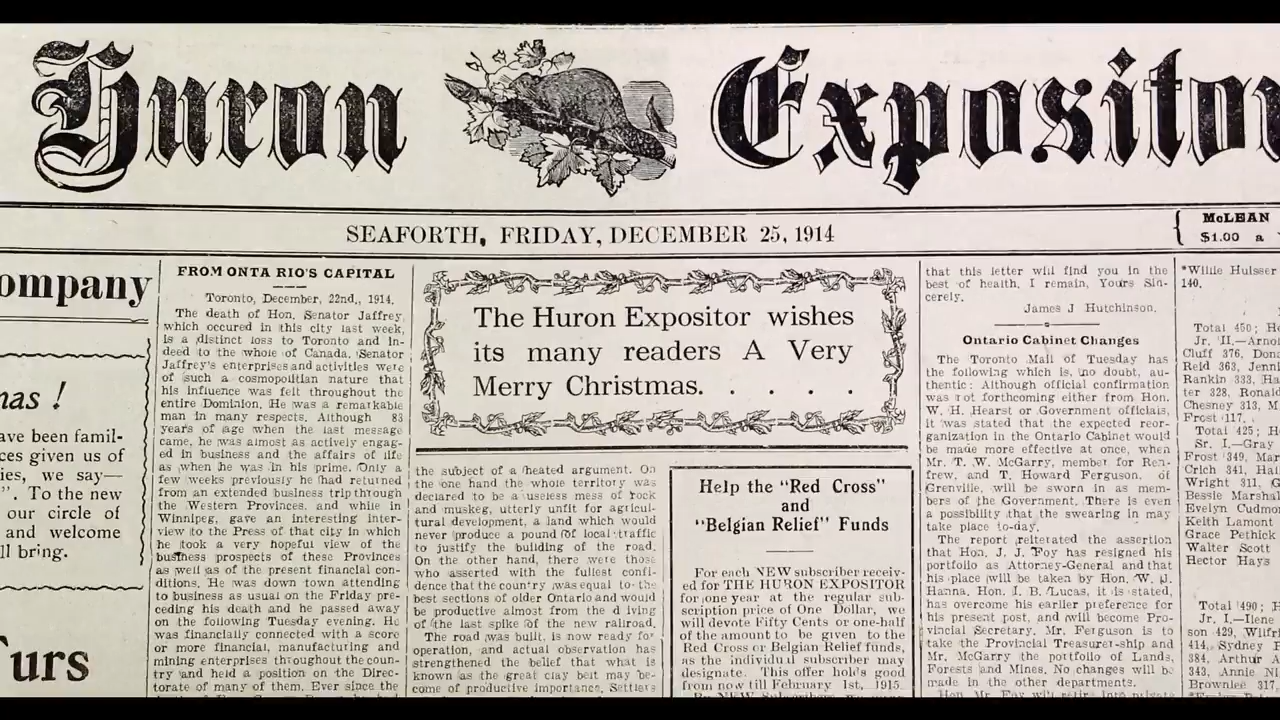 Huron Expositor
SEAFORTH, FRIDAY, DECEMBER 25, 1914
McLEAN
$1.00 a
ompany
mas !
ave been famil-
ces given us of
ies, we say—
”. To the new
our circle of
and welcome
ll bring.
urs
FROM ONTA RIO'S CAPITAL
Toronto, December, 22nd., 1914.
The death of Hon. Senator Jaffrey,
which occured in this city last week,
is a distinct loss to Toronto and in-
deed to the whole of Canada. Senator
Jaffrey's enterprises and activities were
of such a cosmopolitan nature that
his influence was felt throughout the
entire Dominion. He was a remarkable
man in many respects. Although 83
years of age when the last message
came, he was almost as actively engag-
ed in business and the affairs of life
as when he was in his prime. Only a
few weeks previously he had returned
from an extended business trip through
the Western Provinces, and while in
Winnipeg, gave an interesting inter-
view to the Press of that city in which
he took a very hopeful view of the
business prospects of these Provinces
as well as of the present financial con-
ditions. He was down town attending
to business as usual on the Friday pre-
ceding his death and he passed away
on the following Tuesday evening. He
was financially connected with a score
or more financial, manufacturing and
mining enterprises throughout the coun-
try and held a position on the Direc-
torate of many of them. Ever since the
The Huron Expositor wishes
its many readers A Very
Merry Christmas. . . . .
the subject of a heated argument. On
the one hand the whole territory was
declared to be a useless mess of rock
and muskeg, utterly unfit for agricul-
tural development, a land which would
never produce a pound of local traffic
to justify the building of the road.
On the other hand, there were those
who asserted with the fullest confi-
dence that the country was equal to the
best sections of older Ontario and would
be productive almost from the d iving
of the last spike of the new railroad.
The road was built, is now ready for
operation, and actual observation has
strengthened the belief that what is
known as the great clay belt may be-
come of productive importance. Settlers
Help the “Red Cross”
and
“Belgian Relief” Funds
For each NEW subscriber receiv-
ed for THE HURON EXPOSITOR
for one year at the regular sub-
scription price of One Dollar, we
will devote Fifty Cents or one-half
of the amount to be given to the
Red Cross or Belgian Relief funds,
as the individual subscriber may
designate. This offer holds good
from now till February 1st, 1915.
that this letter will find you in the
best of health, I remain, Yours Sin-
cerely.
James J Hutchinson.
Ontario Cabinet Changes
The Toronto Mail of Tuesday has
the following which is, no doubt, au-
thentic: Although official confirmation
was not forthcoming either from Hon.
W. H. Hearst or Government officials,
it was stated that the expected reor-
ganization in the Ontario Cabinet would
be made more effective at once, when
Mr. T. W. McGarry, member for Ren-
frew, and T. Howard Ferguson, of
Grenville, will be sworn in as mem-
bers of the Government. There is even
a possibility that the swearing in may
take place to-day.
The report reiterated the assertion
that Hon. J. J. Foy has resigned his
portfolio as Attorney-General and that
his place will be taken by Hon. W. J.
Hanna. Hon. I. B. Lucas, it is stated,
has overcome his earlier preference for
his present post, and will become Pro-
vincial Secretary. Mr. Ferguson is to
take the Provincial Treasurer-ship and
Mr. McGarry the portfolio of Lands,
Forests and Mines. No changes will be
made in the other departments.
Hon. Mr. Foy will retire into private
*Willie Hulsser
140.
Total 450; H
Jr. II.—Arno
Cluff 376, Don
Reid 363, Jenn
Rankin 333, Ha
ter 328, Ronald
Chesney 313, M
Frost 117.
Total 425; H
Sr. I.—Gray
Frost 349, Mar
Crich 341, Hal
Wright 311, G
Bessie Marshal
Evelyn Cudmo
Keith Lamont
Grace Pethick
Walter Scott
Hector Hays
Total 490; H
Jr. I.—Ilene
son 429, Wilfr
414, Sydney F
384, Arthur A
343, Annie Ni
Brownlee 317,